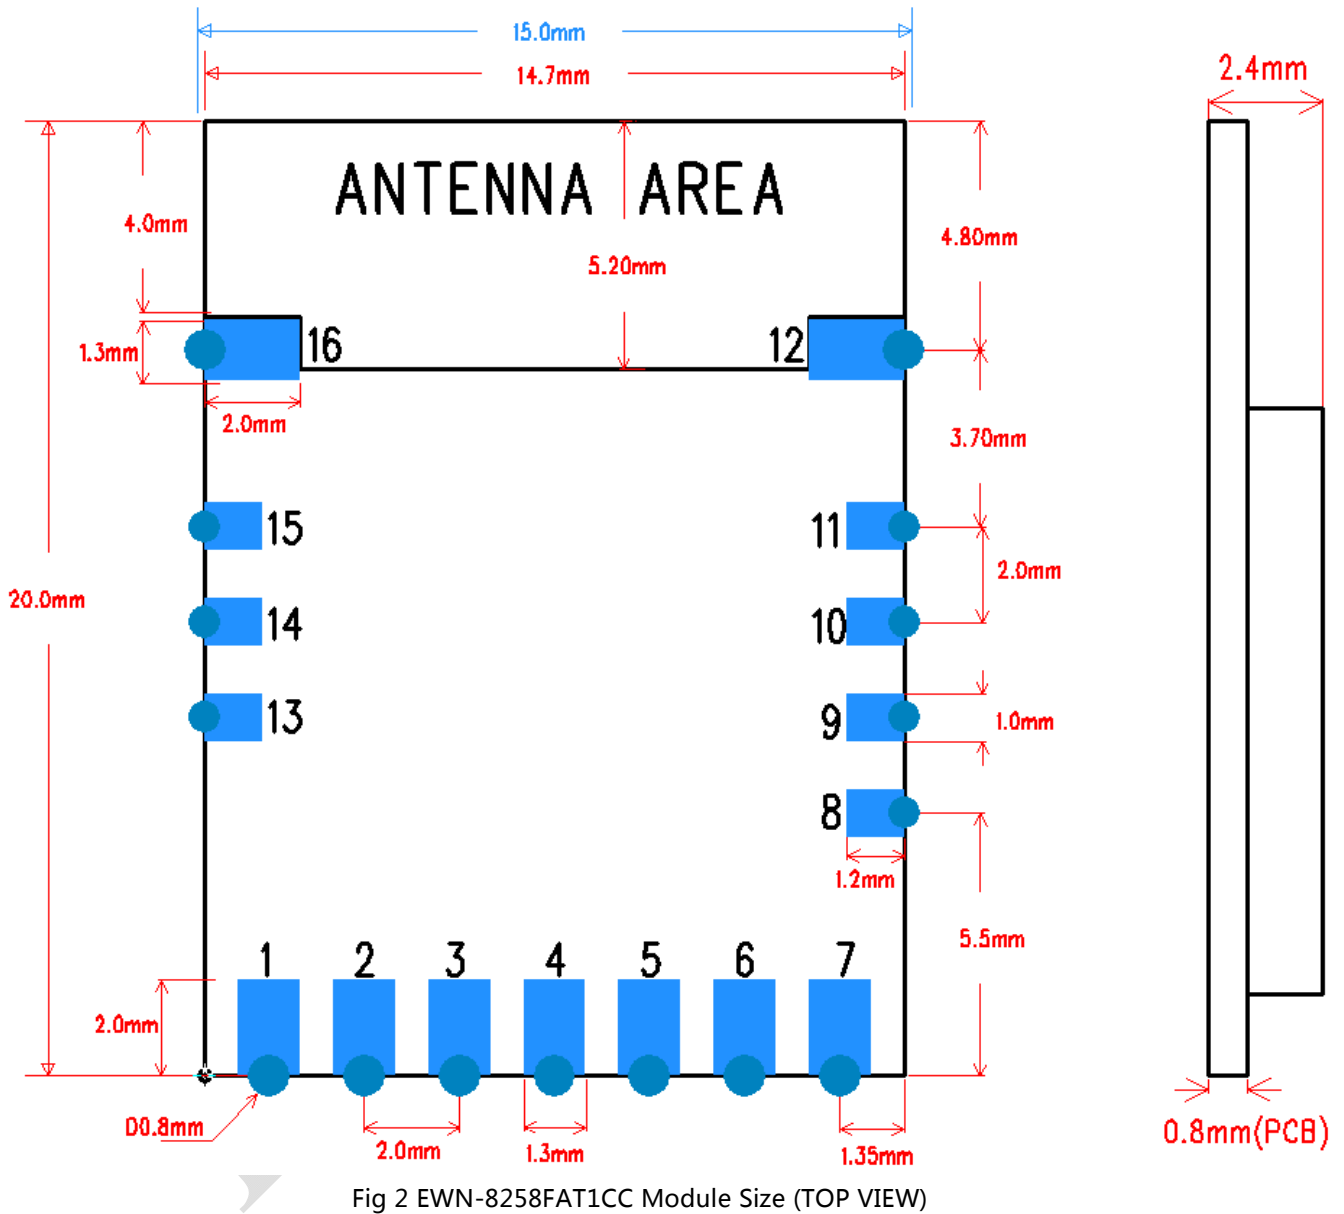 15.0mm
14.7mm
2.4mm
ANTENNA AREA
4.0mm
4.80mm
5.20mm
1.3mm
16
12
2.0mm
3.70mm
15
11
2.0mm
20.0mm
14
10
13
9
1.0mm
8
1.2mm
5.5mm
1
2
3
4
5
6
7
2.0mm
D0.8mm
2.0mm
1.3mm
1.35mm
0.8mm(PCB)
Fig 2 EWN-8258FAT1CC Module Size (TOP VIEW)